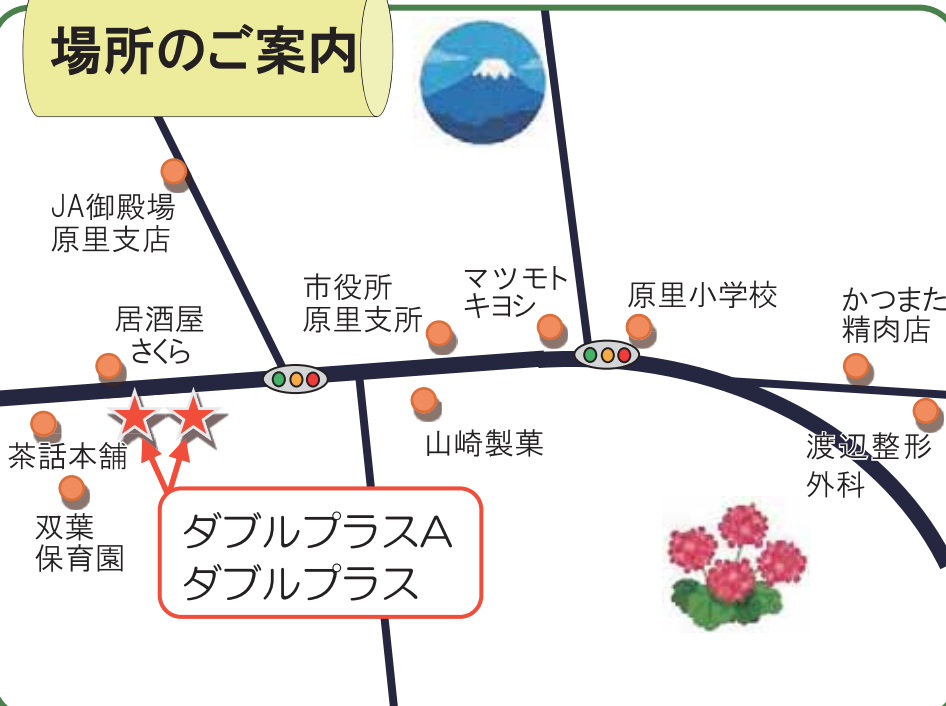 場所のご案内
JA御殿場
原里支店
居酒屋
さくら
市役所
原里支所
マツモト
キヨシ
原里小学校
かつまた
精肉店
茶話本舗
双葉
保育園
山崎製菓
渡辺整形
外科
ダブルプラスA
ダブルプラス